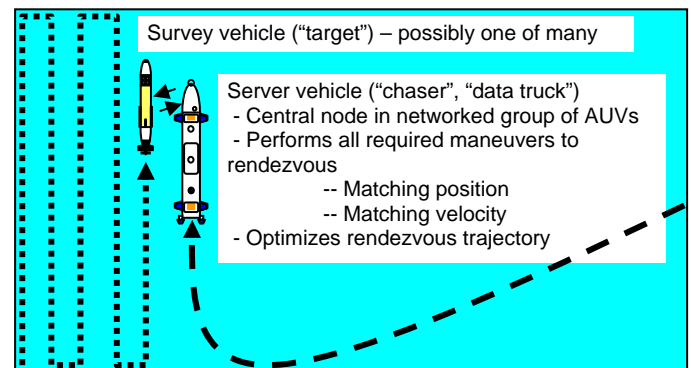 Survey vehicle (“target”) – possibly one of many
Server vehicle (“chaser”, “data truck”)
- Central node in networked group of AUVs
- Performs all required maneuvers to
rendezvous
-- Matching position
-- Matching velocity
- Optimizes rendezvous trajectory